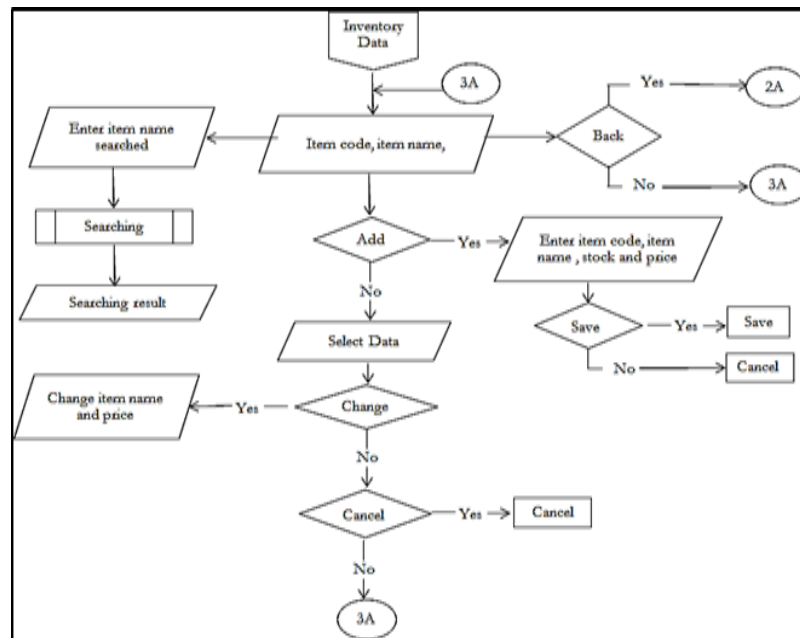 Inventory
Data
3A
Yes
2A
Enter item name
searched
Item code, item name,
Back
No
3A
Searching
Add
Yes
Enter item code, item
name , stock and price
No
Searching result
Save
Yes
Save
Select Data
No
Cancel
Change item name
and price
Yes
Change
No
Cancel
Yes
Cancel
No
3A